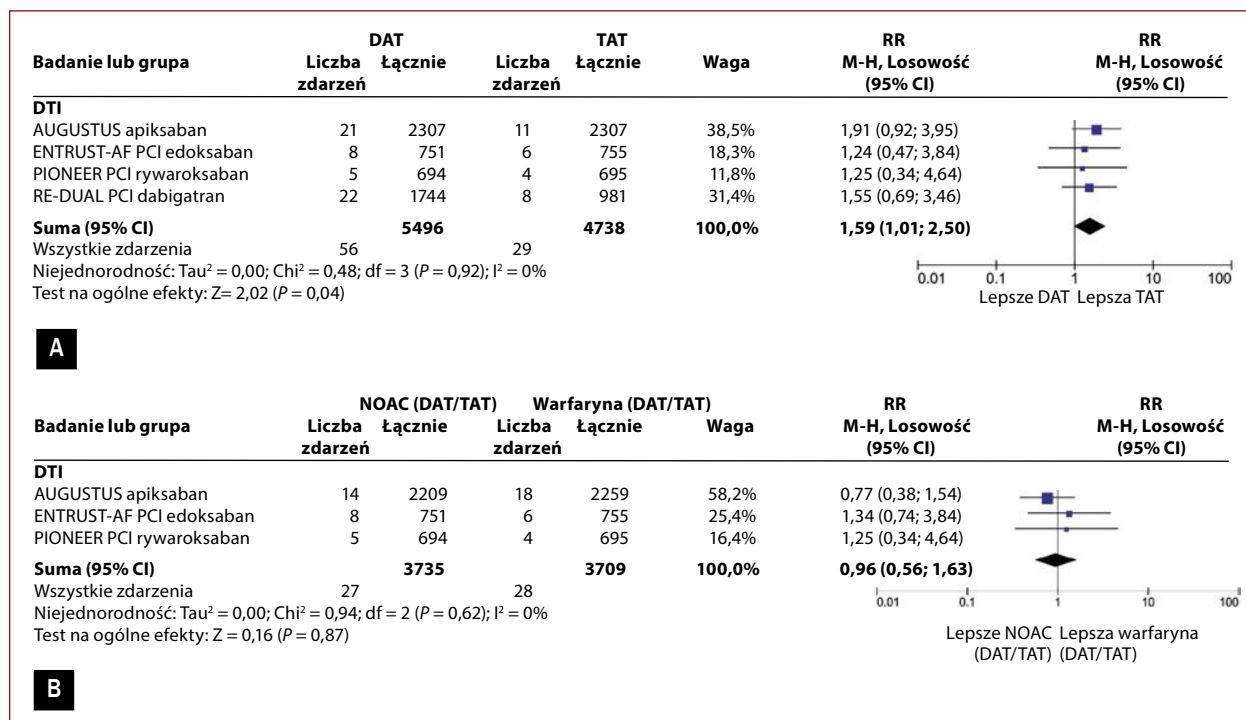 DAT TAT RR RR
Badanie lub grupa Liczba Łącznie Liczba Łącznie Waga M-H, Losowość M-H, Losowość
zdarzeń zdarzeń (95% CI) (95% CI)
DTI
AUGUSTUS apiksaban 21 2307 11 2307 38,5% 1,91 (0,92; 3,95)
ENTRUST-AF PCI edoksaban 8 751 6 755 18,3% 1,24 (0,47; 3,84)
PIONEER PCI rywaroksaban 5 694 4 695 11,8% 1,25 (0,34; 4,64)
RE-DUAL PCI dabigatran 22 1744 8 981 31,4% 1,55 (0,69; 3,46)
Suma (95% CI) 5496 4738 100,0% 1,59 (1,01; 2,50)
Wszystkie zdarzenia 56 29
Niejednorodność: Tau² = 0,00; Chi² = 0,48; df = 3 (P = 0,92); I² = 0%
Test na ogólne efekty: Z= 2,02 (P = 0,04)
0.01 0.1 1 10 100
Lepsze DAT Lepsza TAT
A
NOAC (DAT/TAT) Warfaryna (DAT/TAT) RR RR
Badanie lub grupa Liczba Łącznie Liczba Łącznie Waga M-H, Losowość M-H, Losowość
zdarzeń zdarzeń (95% CI) (95% CI)
DTI
AUGUSTUS apiksaban 14 2209 18 2259 58,2% 0,77 (0,38; 1,54)
ENTRUST-AF PCI edoksaban 8 751 6 755 25,4% 1,34 (0,74; 3,84)
PIONEER PCI rywaroksaban 5 694 4 695 16,4% 1,25 (0,34; 4,64)
Suma (95% CI) 3735 3709 100,0% 0,96 (0,56; 1,63)
Wszystkie zdarzenia 27 28
Niejednorodność: Tau² = 0,00; Chi² = 0,94; df = 2 (P = 0,62); I² = 0%
Test na ogólne efekty: Z = 0,16 (P = 0,87)
0.01 0.1 1 10 100
Lepsze NOAC Lepsza warfaryna
(DAT/TAT) (DAT/TAT)
B